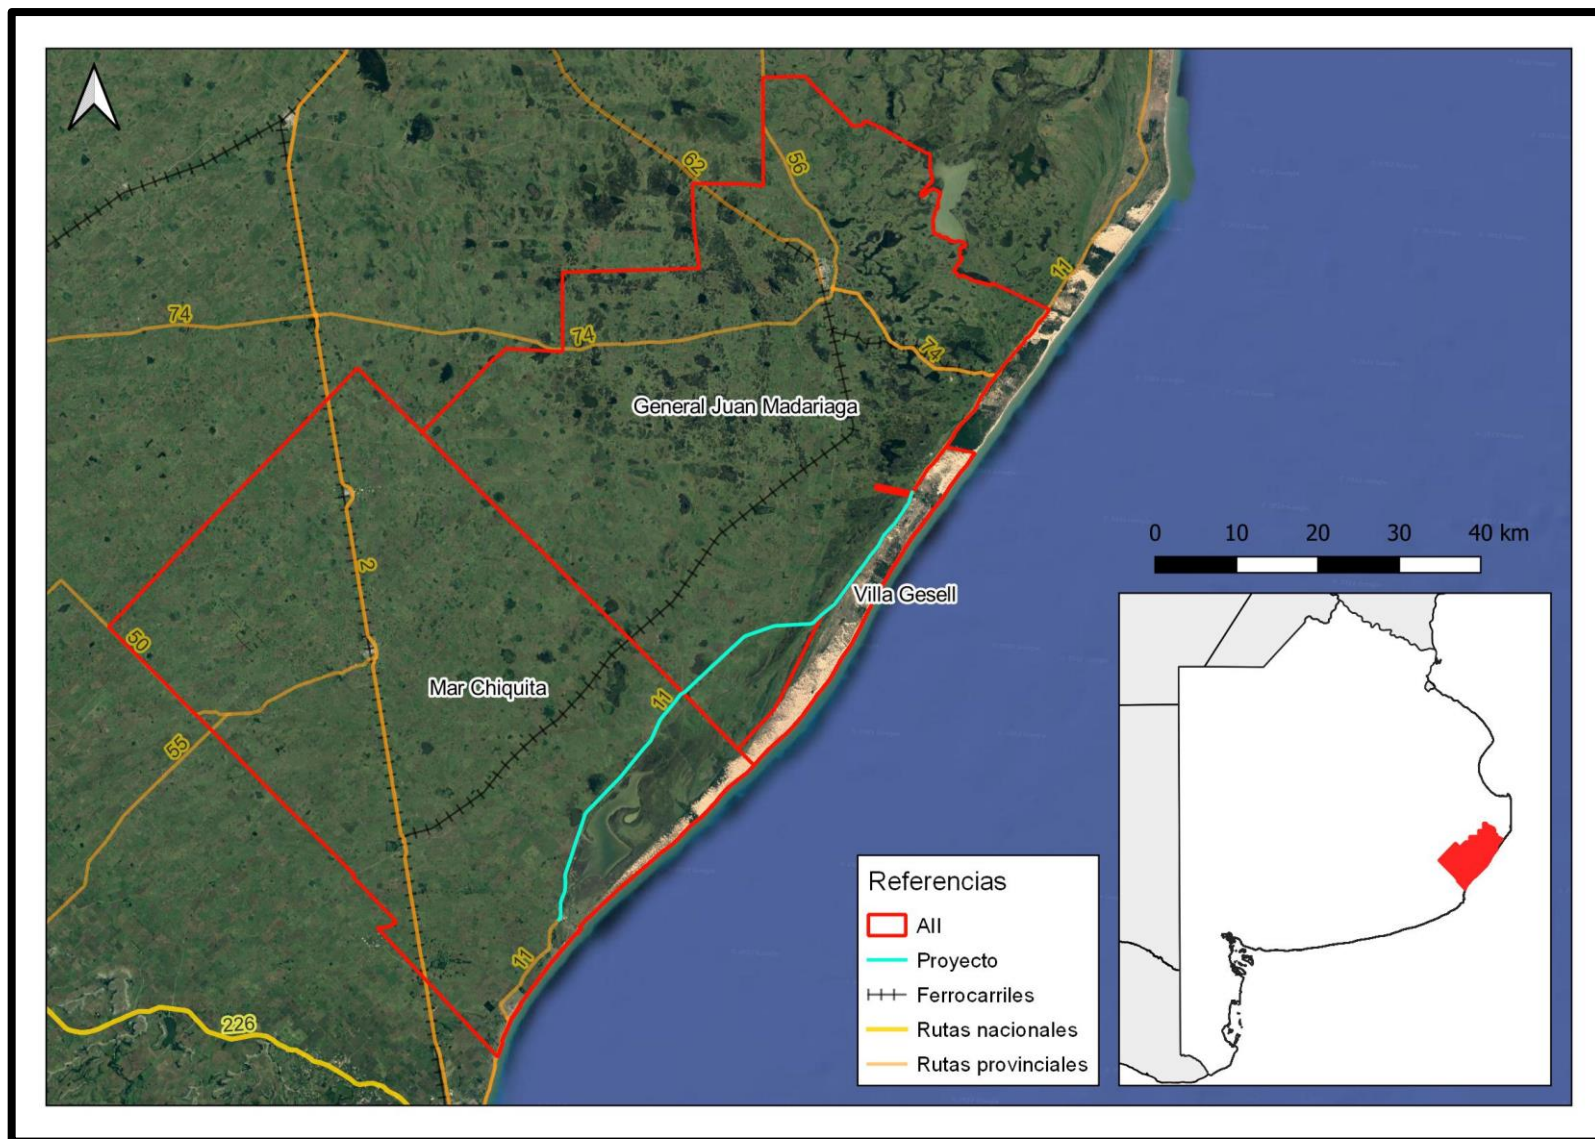 62
56
11
74
74
74
General Juan Madariaga
2
Villa Gesell
50
Mar Chiquita
11
55
11
226
0 10 20 30 40 km
Referencias
AII
Proyecto
Ferrocarriles
Rutas nacionales
Rutas provinciales